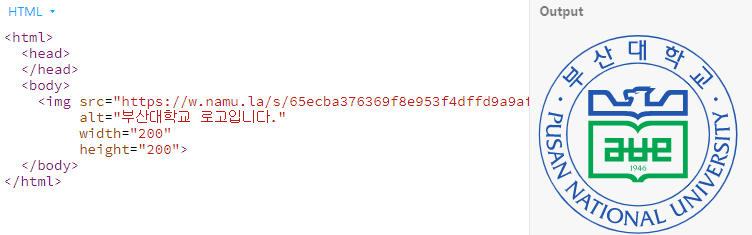 HTML
Output
<html>
<head>
</head>
<body>
<img src="https://w.namu.la/s/65ecba376369f8e953f4dffd9a9af
alt="부산대학교 로고입니다."
width="200"
height="200">
</body>
</html>
· 부산대학교 ·
1946
PUSAN NATIONAL UNIVERSITY